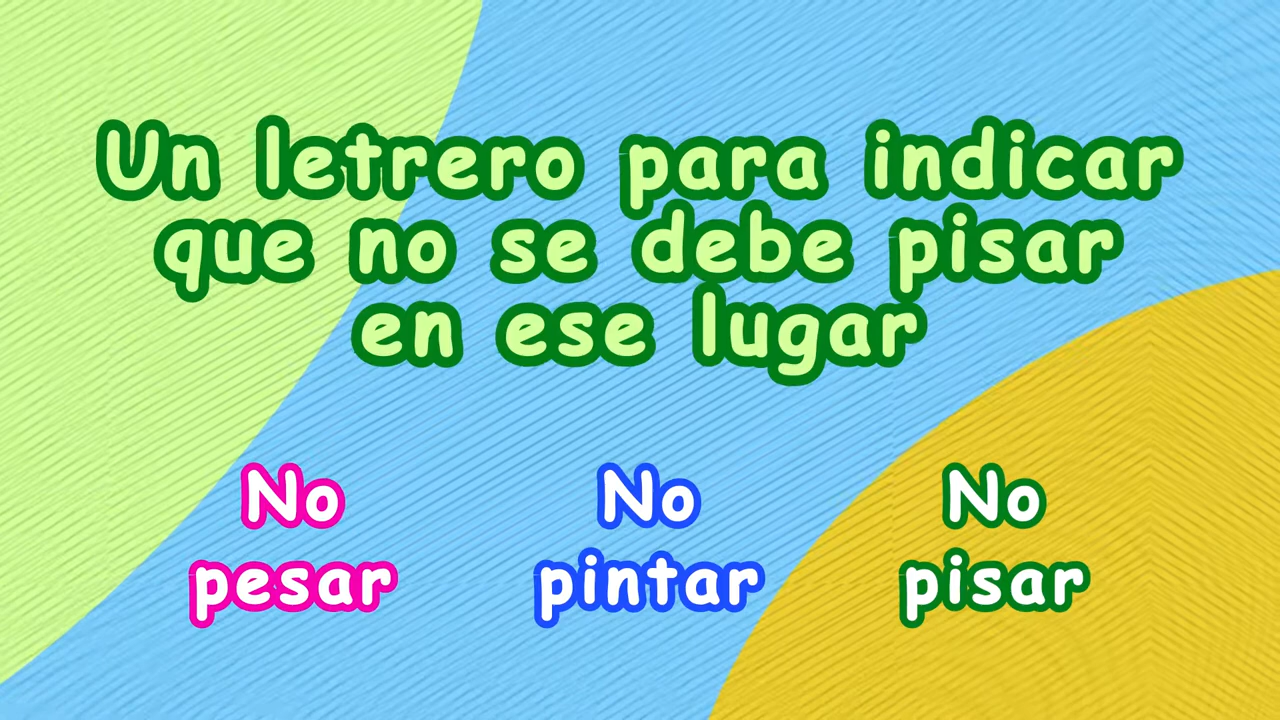 Un letrero para indicar
que no se debe pisar
en ese lugar
No
pesar
No
pintar
No
pisar